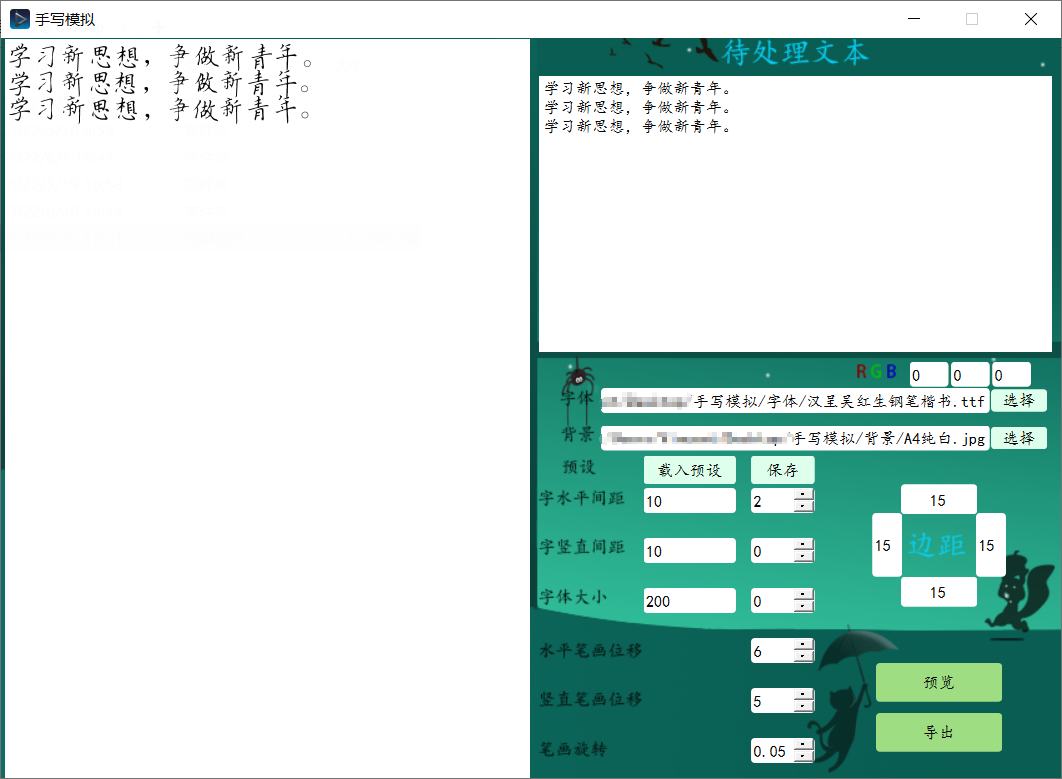 手写模拟
学习新思想，争做新青年。
学习新思想，争做新青年。
学习新思想，争做新青年。
待处理文本
学习新思想，争做新青年。
学习新思想，争做新青年。
学习新思想，争做新青年。
RGB 0 0 0
字体 /手写模拟/字体/汉呈吴红生钢笔楷书.ttf 选择
背景 /手写模拟/背景/A4纯白.jpg 选择
预设 载入预设 保存
字水平间距 10 2
字竖直间距 10 0
字体大小 200 0
水平笔画位移 6
竖直笔画位移 5
笔画旋转 0.05
15
15 边距 15
15
预览
导出